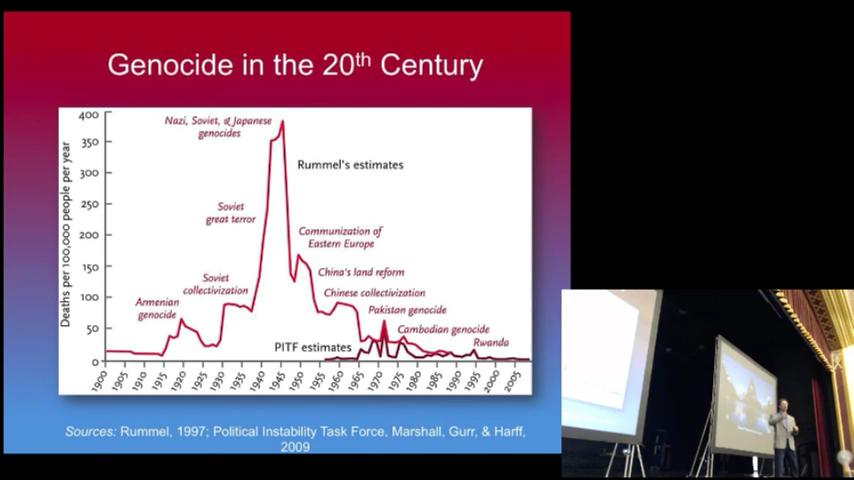 Genocide in the 20th Century
Deaths per 100,000 people per year
400
350
300
250
200
150
100
50
0
Nazi, Soviet, & Japanese
genocides
Rummel's estimates
Soviet
great terror
Communization of
Eastern Europe
China's land reform
Soviet
collectivization
Chinese collectivization
Armenian
genocide
Pakistan genocide
Cambodian genocide
Rwanda
PITF estimates
1900
1905
1910
1915
1920
1925
1930
1935
1940
1945
1950
1955
1960
1965
1970
1975
1980
1985
1990
1995
2000
2005
Sources: Rummel, 1997; Political Instability Task Force, Marshall, Gurr, & Harff,
2009